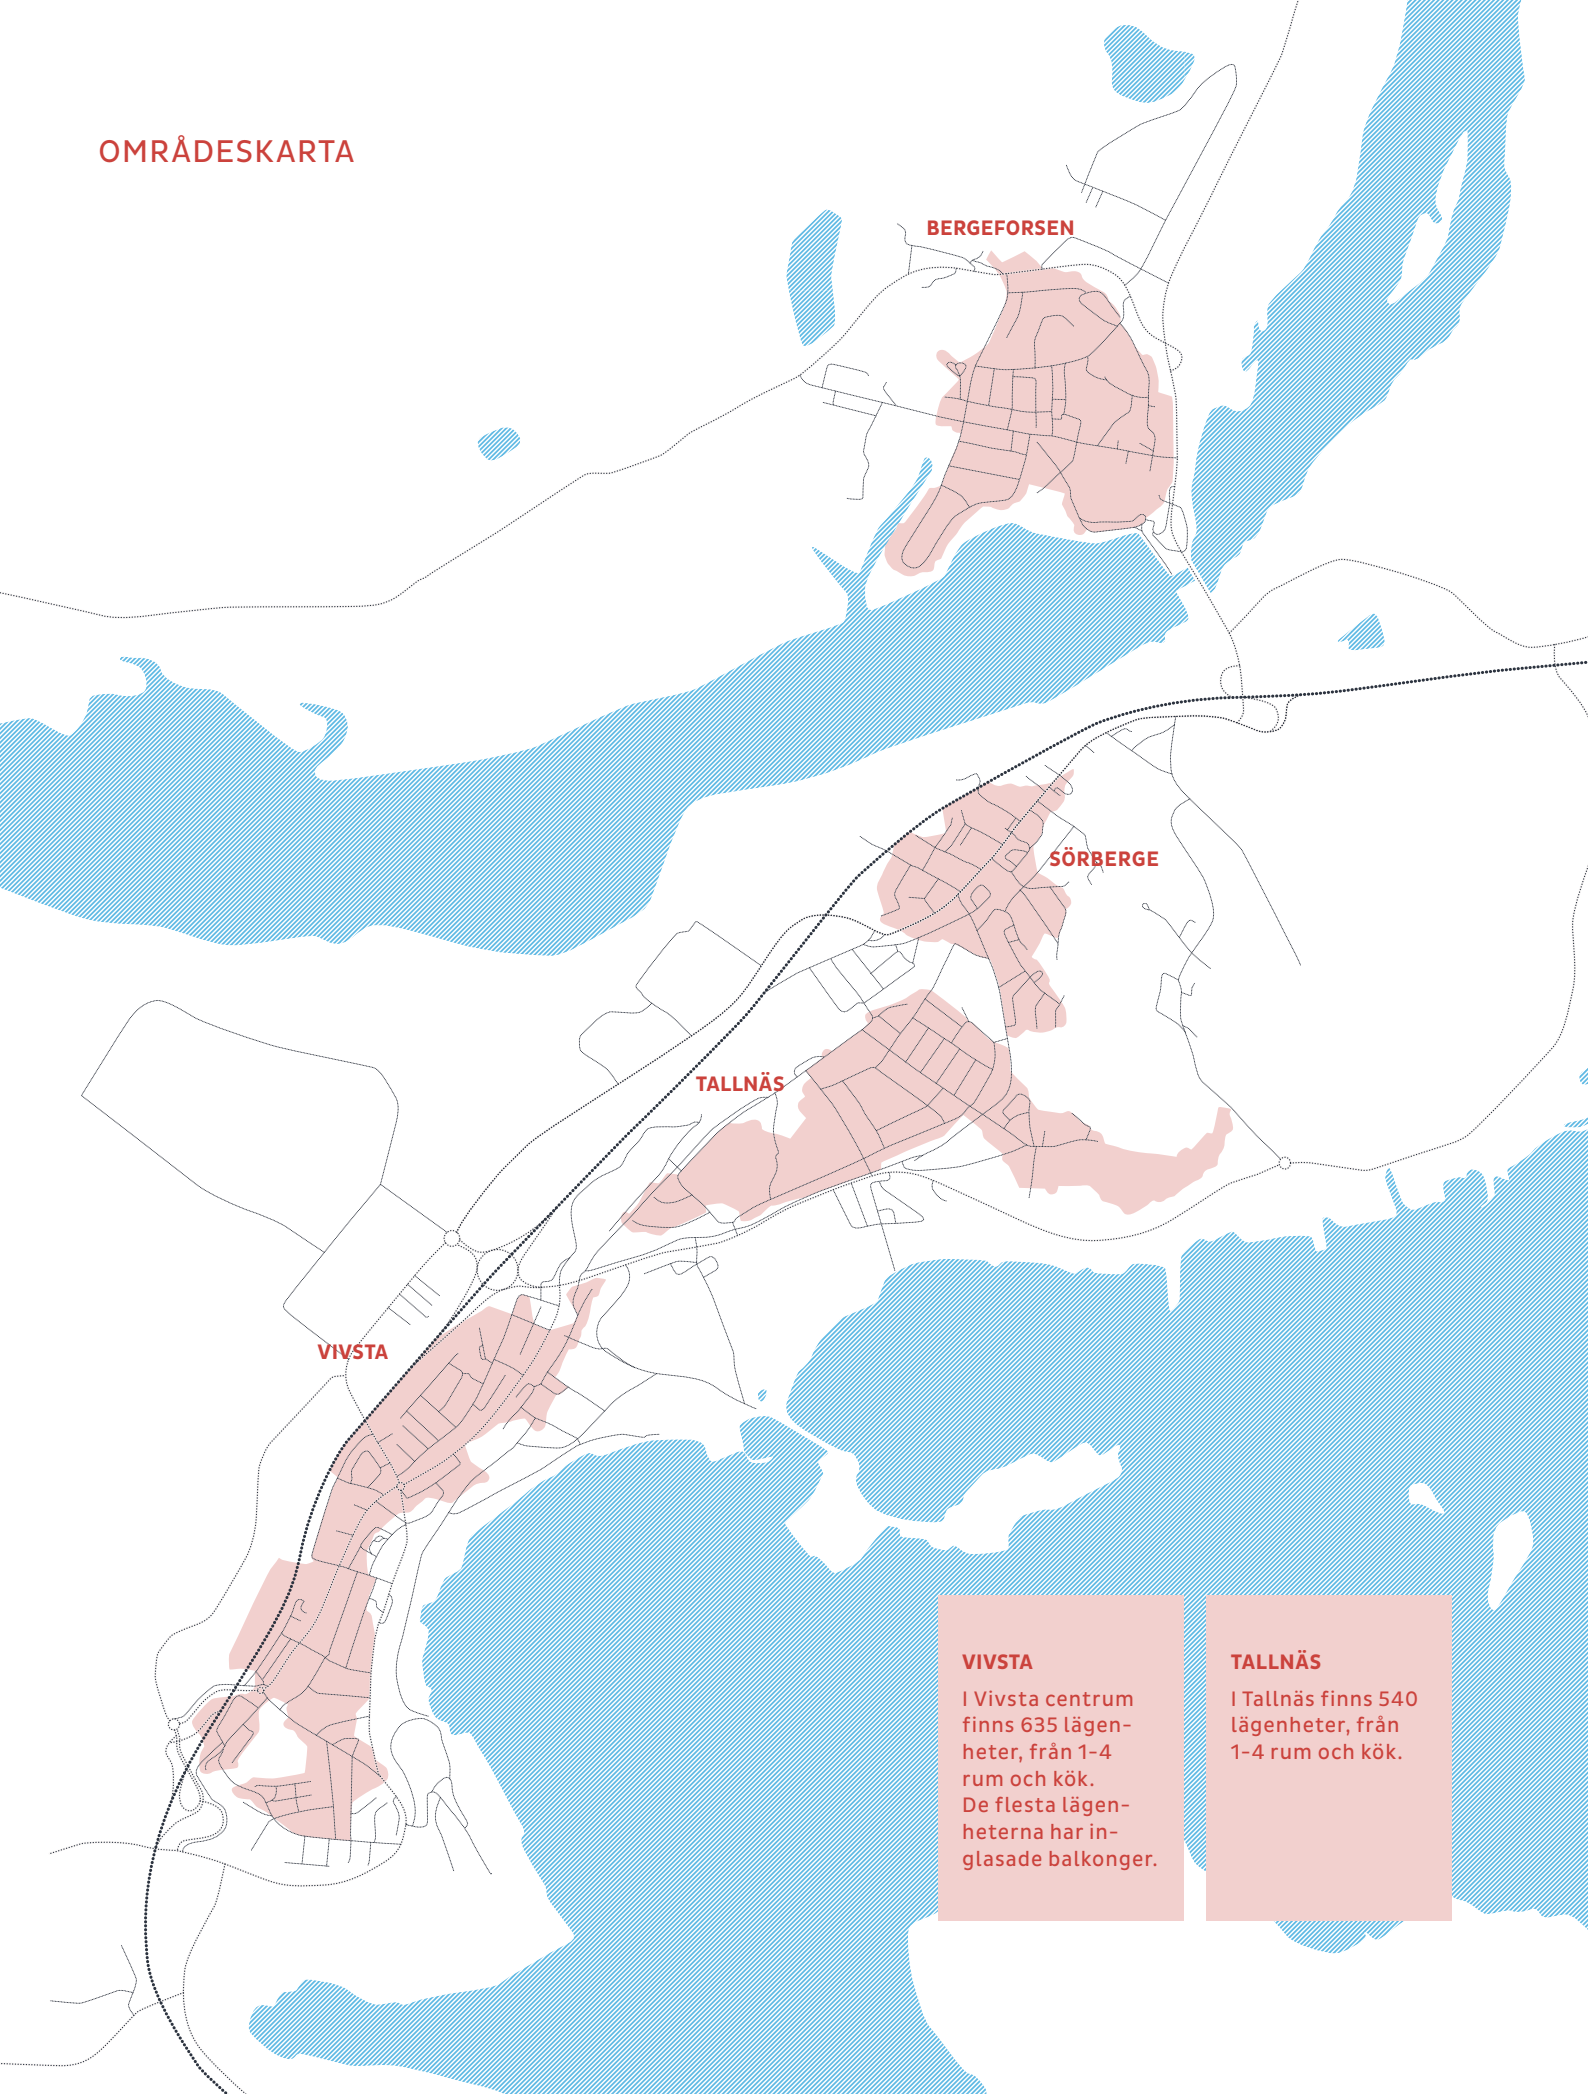 OMRÅDESKARTA
BERGEFORSEN
SÖRBERGE
TALLNÄS
VIVSTA
VIVSTA
I Vivsta centrum
finns 635 lägen-
heter, från 1-4
rum och kök.
De flesta lägen-
heterna har in-
glasade balkonger.
TALLNÄS
I Tallnäs finns 540
lägenheter, från
1-4 rum och kök.